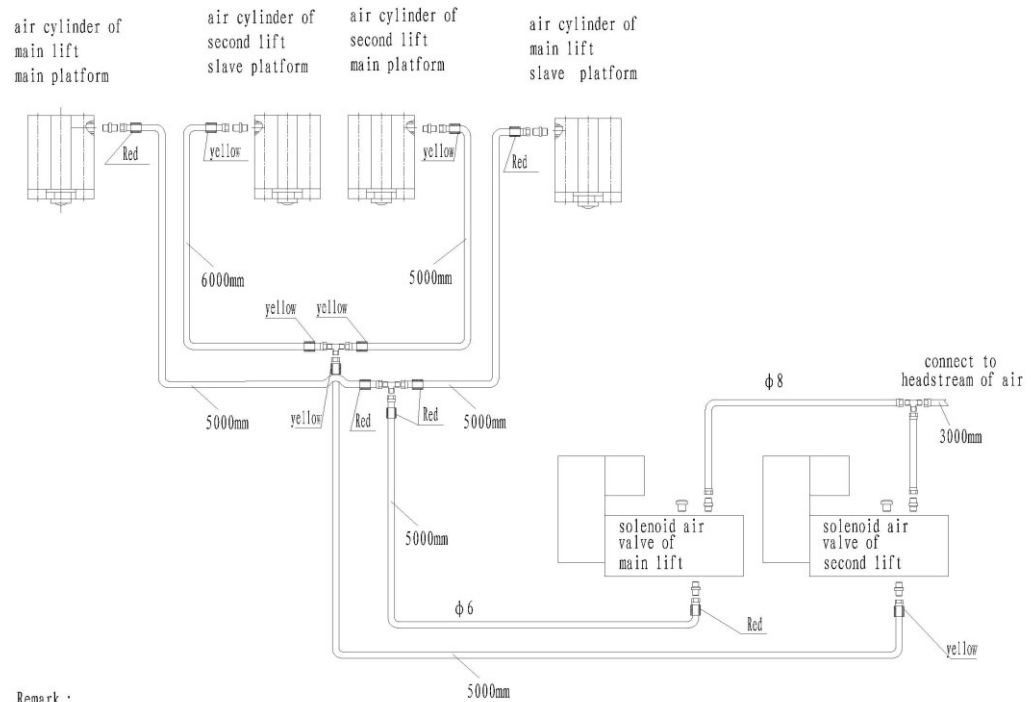 air cylinder of
main lift
main platform
air cylinder of
second lift
slave platform
air cylinder of
second lift
main platform
air cylinder of
main lift
slave platform
Red
yellow
yellow
Red
6000mm
5000mm
yellow
yellow
5000mm
yellow
Red
Red
5000mm
φ8
connect to
headstream of air
3000mm
5000mm
solenoid air
valve of
main lift
solenoid air
valve of
second lift
φ6
Red
yellow
5000mm
Remark :